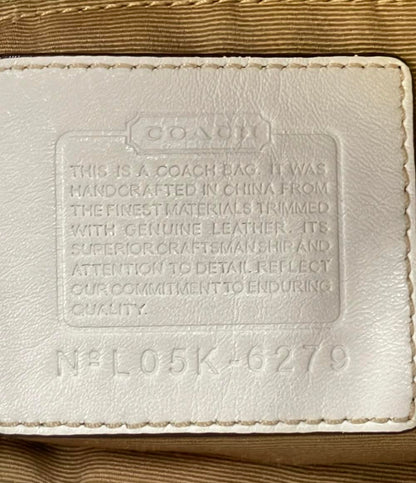 COACH
THIS IS A COACH BAG. IT WAS
HANDCRAFTED IN CHINA FROM
THE FINEST MATERIALS TRIMMED
WITH GENUINE LEATHER. ITS
SUPERIOR CRAFTSMANSHIP AND
ATTENTION TO DETAIL REFLECT
OUR COMMITMENT TO ENDURING
QUALITY.
Nº L05K-6279